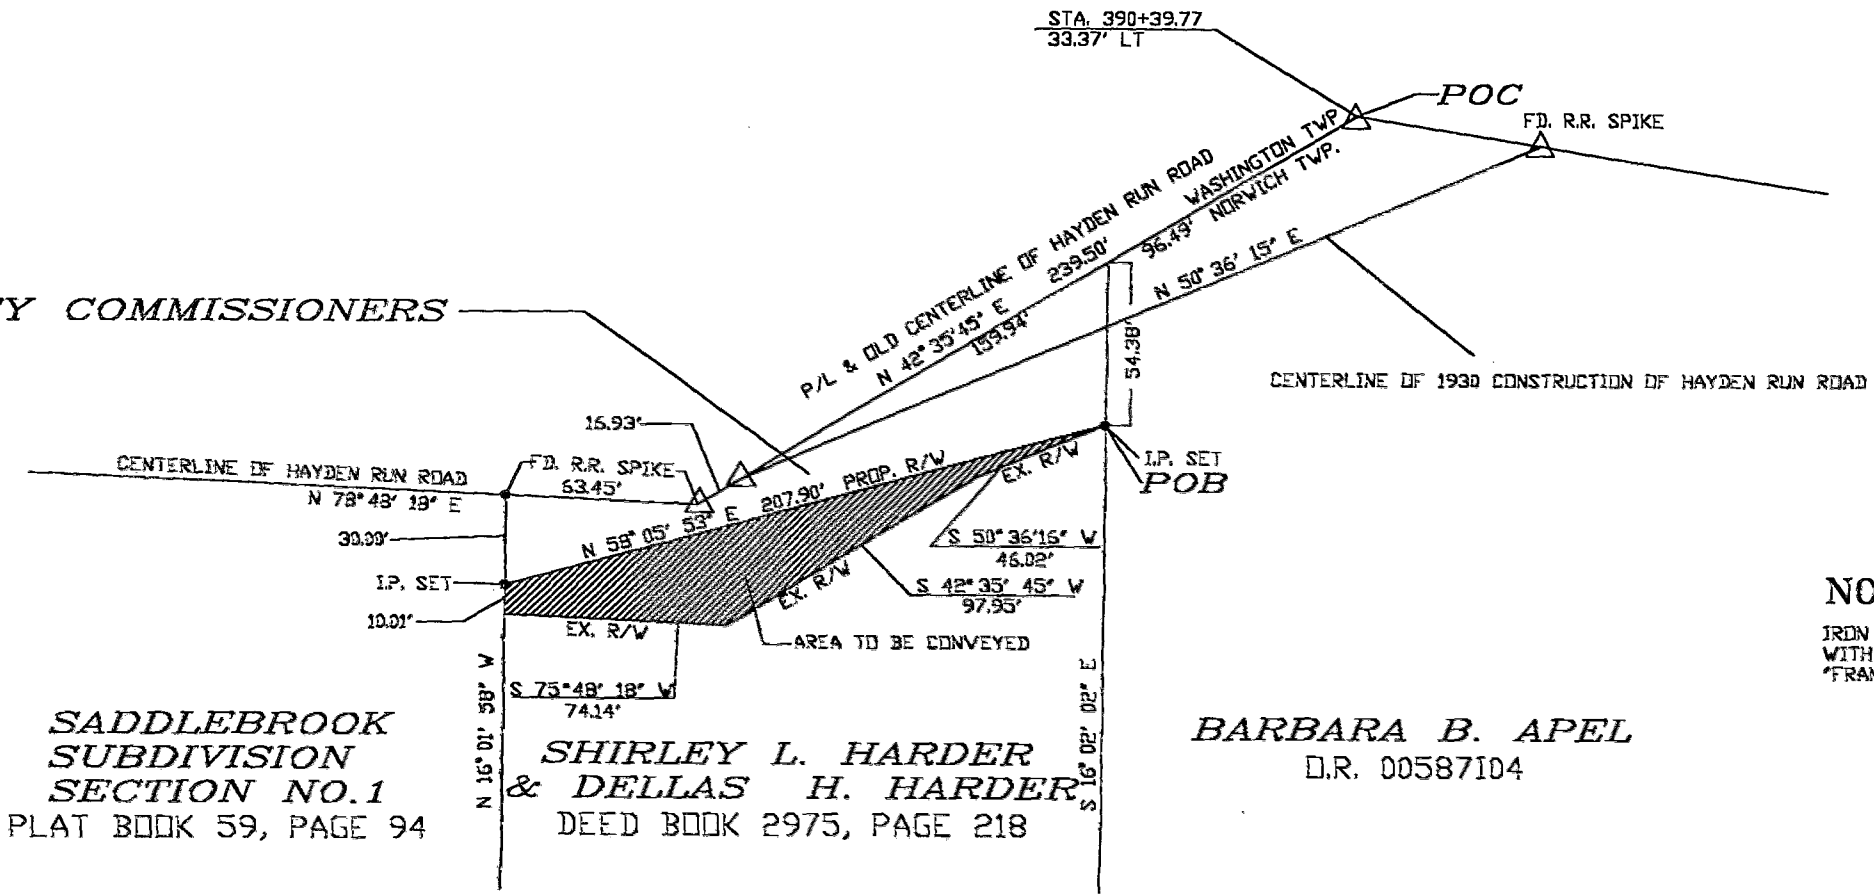 STA. 390+39.77
33.37' LT
POC
FD. R.R. SPIKE
WASHINGTON TWP
96.49' NORWICH TWP.
P/L & OLD CENTERLINE OF HAYDEN RUN ROAD
N 42° 35'45" E 239.50'
159.94'
N 50° 36' 15" E
54.38'
CENTERLINE OF 1930 CONSTRUCTION OF HAYDEN RUN ROAD
Y COMMISSIONERS
16.93'
CENTERLINE OF HAYDEN RUN ROAD
N 78° 48' 18" E
FD. R.R. SPIKE
63.45'
N 58° 05' 53" E 207.90' PROP. R/W
EX. R/W
I.P. SET
POB
30.00'
I.P. SET
10.01'
EX. R/W
EX. R/W
S 50° 36'16" W
46.02'
S 42° 35' 45" W
97.95'
AREA TO BE CONVEYED
S 75° 48' 18" W
74.14'
N 16° 01' 58" W
S 16° 02' 02" E
SADDLEBROOK
SUBDIVISION
SECTION NO.1
PLAT BOOK 59, PAGE 94
SHIRLEY L. HARDER
& DELLAS H. HARDER
DEED BOOK 2975, PAGE 218
BARBARA B. APEL
O.R. 00587I04
NO
IRON
WITH
"FRAN